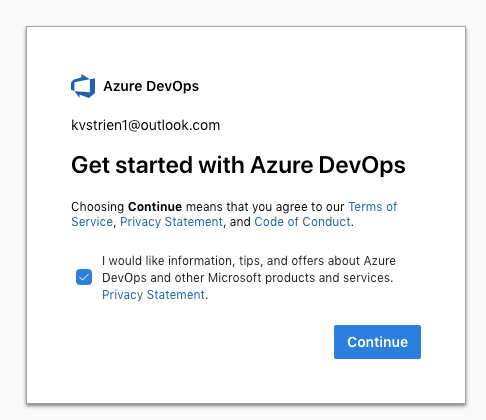 Azure DevOps
kvstrien1@outlook.com
Get started with Azure DevOps
Choosing Continue means that you agree to our Terms of
Service, Privacy Statement, and Code of Conduct.
I would like information, tips, and offers about Azure
DevOps and other Microsoft products and services.
Privacy Statement.
Continue